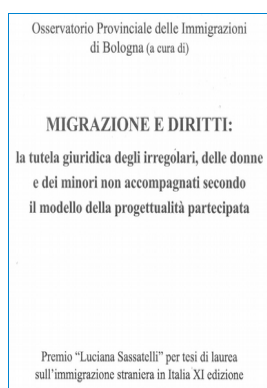 Osservatorio Provinciale delle Immigrazioni
di Bologna (a cura di)
MIGRAZIONE E DIRITTI:
la tutela giuridica degli irregolari, delle donne
e dei minori non accompagnati secondo
il modello della progettualità partecipata
Premio “Luciana Sassatelli” per tesi di laurea
sull’immigrazione straniera in Italia XI edizione